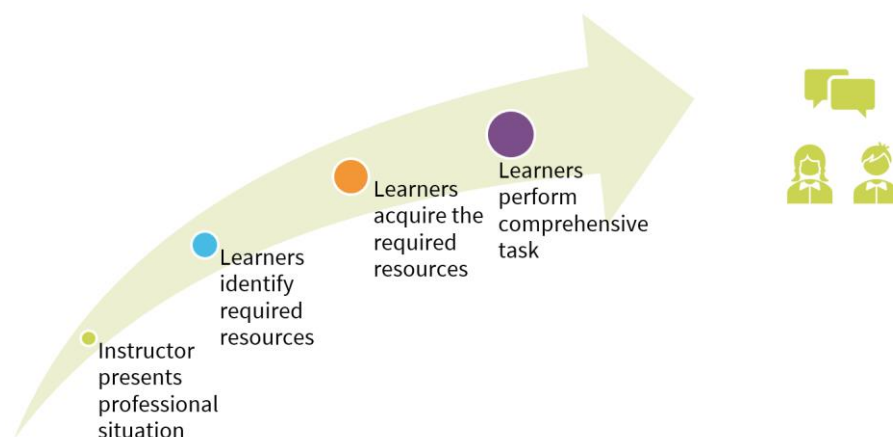 Instructor
presents
professional
situation
Learners
identify
required
resources
Learners
acquire the
required
resources
Learners
perform
comprehensive
task